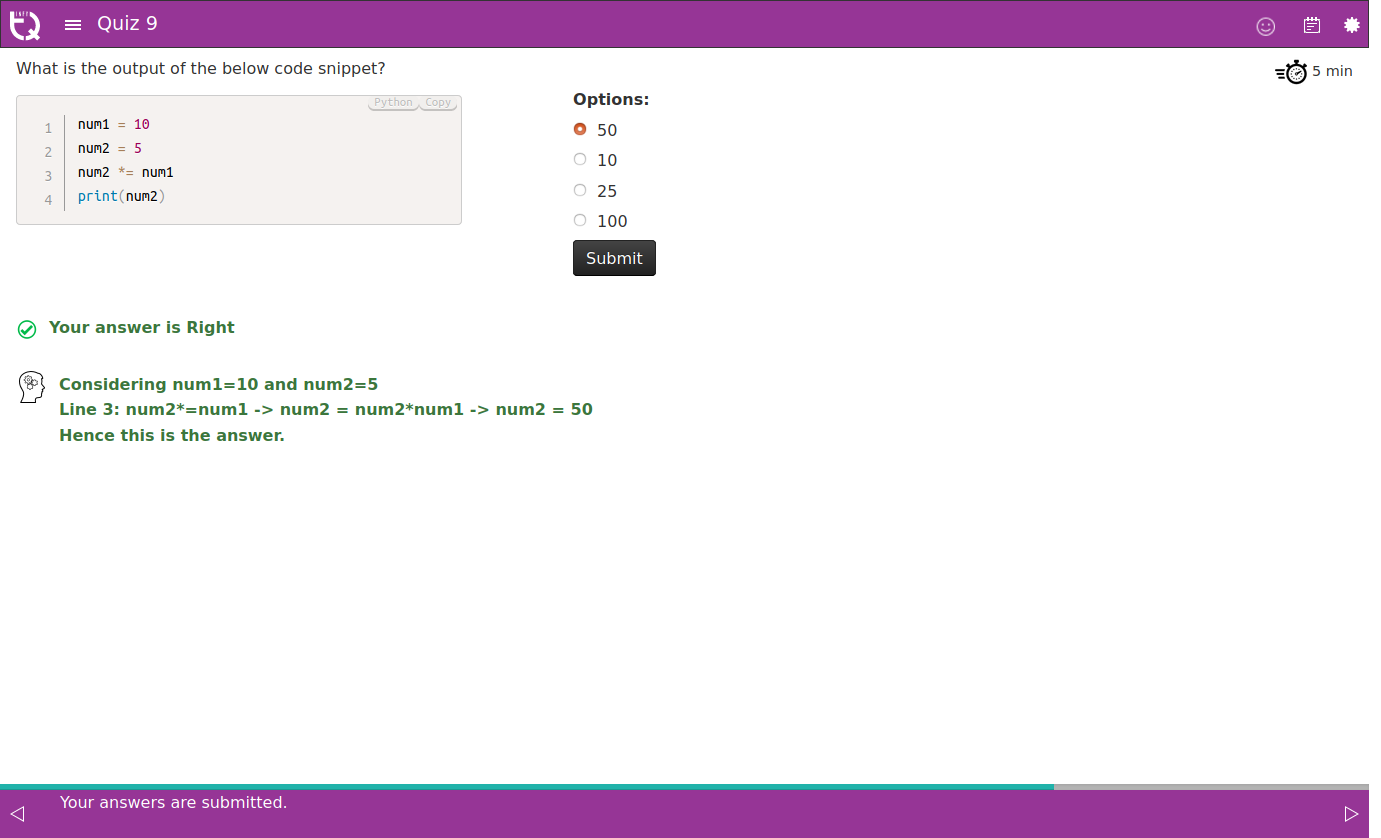 INFY
TQ
Quiz 9
What is the output of the below code snippet?
5 min
Python Copy
1 num1 = 10
2 num2 = 5
3 num2 *= num1
4 print(num2)
Options:
50
10
25
100
Submit
Your answer is Right
Considering num1=10 and num2=5
Line 3: num2*=num1 -> num2 = num2*num1 -> num2 = 50
Hence this is the answer.
Your answers are submitted.